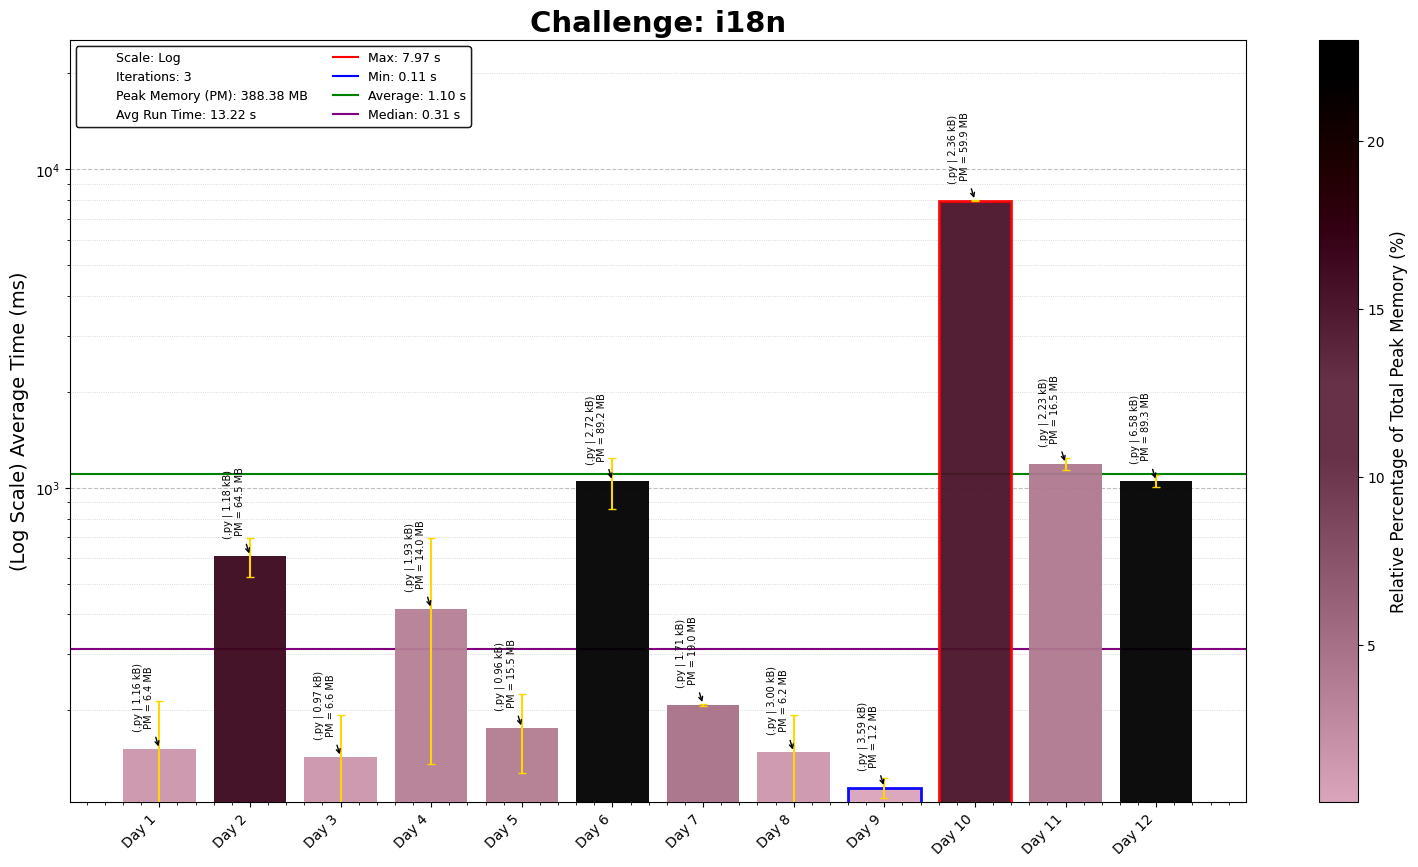 Challenge: i18n
Scale: Log
Iterations: 3
Peak Memory (PM): 388.38 MB
Avg Run Time: 13.22 s
Max: 7.97 s
Min: 0.11 s
Average: 1.10 s
Median: 0.31 s
(Log Scale) Average Time (ms)
10⁴
10³
(.py | 1.16 kB)
PM = 6.4 MB
(.py | 1.18 kB)
PM = 64.5 MB
(.py | 0.97 kB)
PM = 6.6 MB
(.py | 1.93 kB)
PM = 14.0 MB
(.py | 0.96 kB)
PM = 15.5 MB
(.py | 2.72 kB)
PM = 89.2 MB
(.py | 1.71 kB)
PM = 19.0 MB
(.py | 3.00 kB)
PM = 6.2 MB
(.py | 3.59 kB)
PM = 1.2 MB
(.py | 2.36 kB)
PM = 59.9 MB
(.py | 2.23 kB)
PM = 16.5 MB
(.py | 6.58 kB)
PM = 89.3 MB
Day 1
Day 2
Day 3
Day 4
Day 5
Day 6
Day 7
Day 8
Day 9
Day 10
Day 11
Day 12
20
15
10
5
Relative Percentage of Total Peak Memory (%)